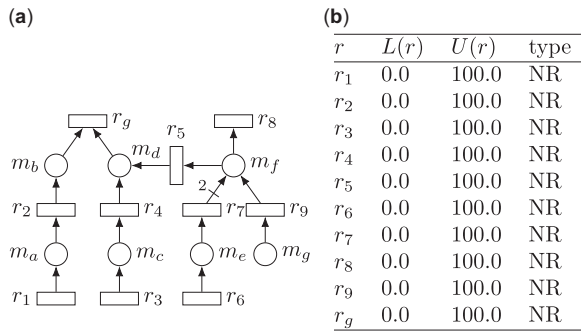 (a)
r_g
r_5
r_8
m_b
m_d
m_f
2
r_2
r_4
r_7
r_9
m_a
m_c
m_e
m_g
r_1
r_3
r_6
(b)
r L(r) U(r) type
r_1 0.0 100.0 NR
r_2 0.0 100.0 NR
r_3 0.0 100.0 NR
r_4 0.0 100.0 NR
r_5 0.0 100.0 NR
r_6 0.0 100.0 NR
r_7 0.0 100.0 NR
r_8 0.0 100.0 NR
r_9 0.0 100.0 NR
r_g 0.0 100.0 NR